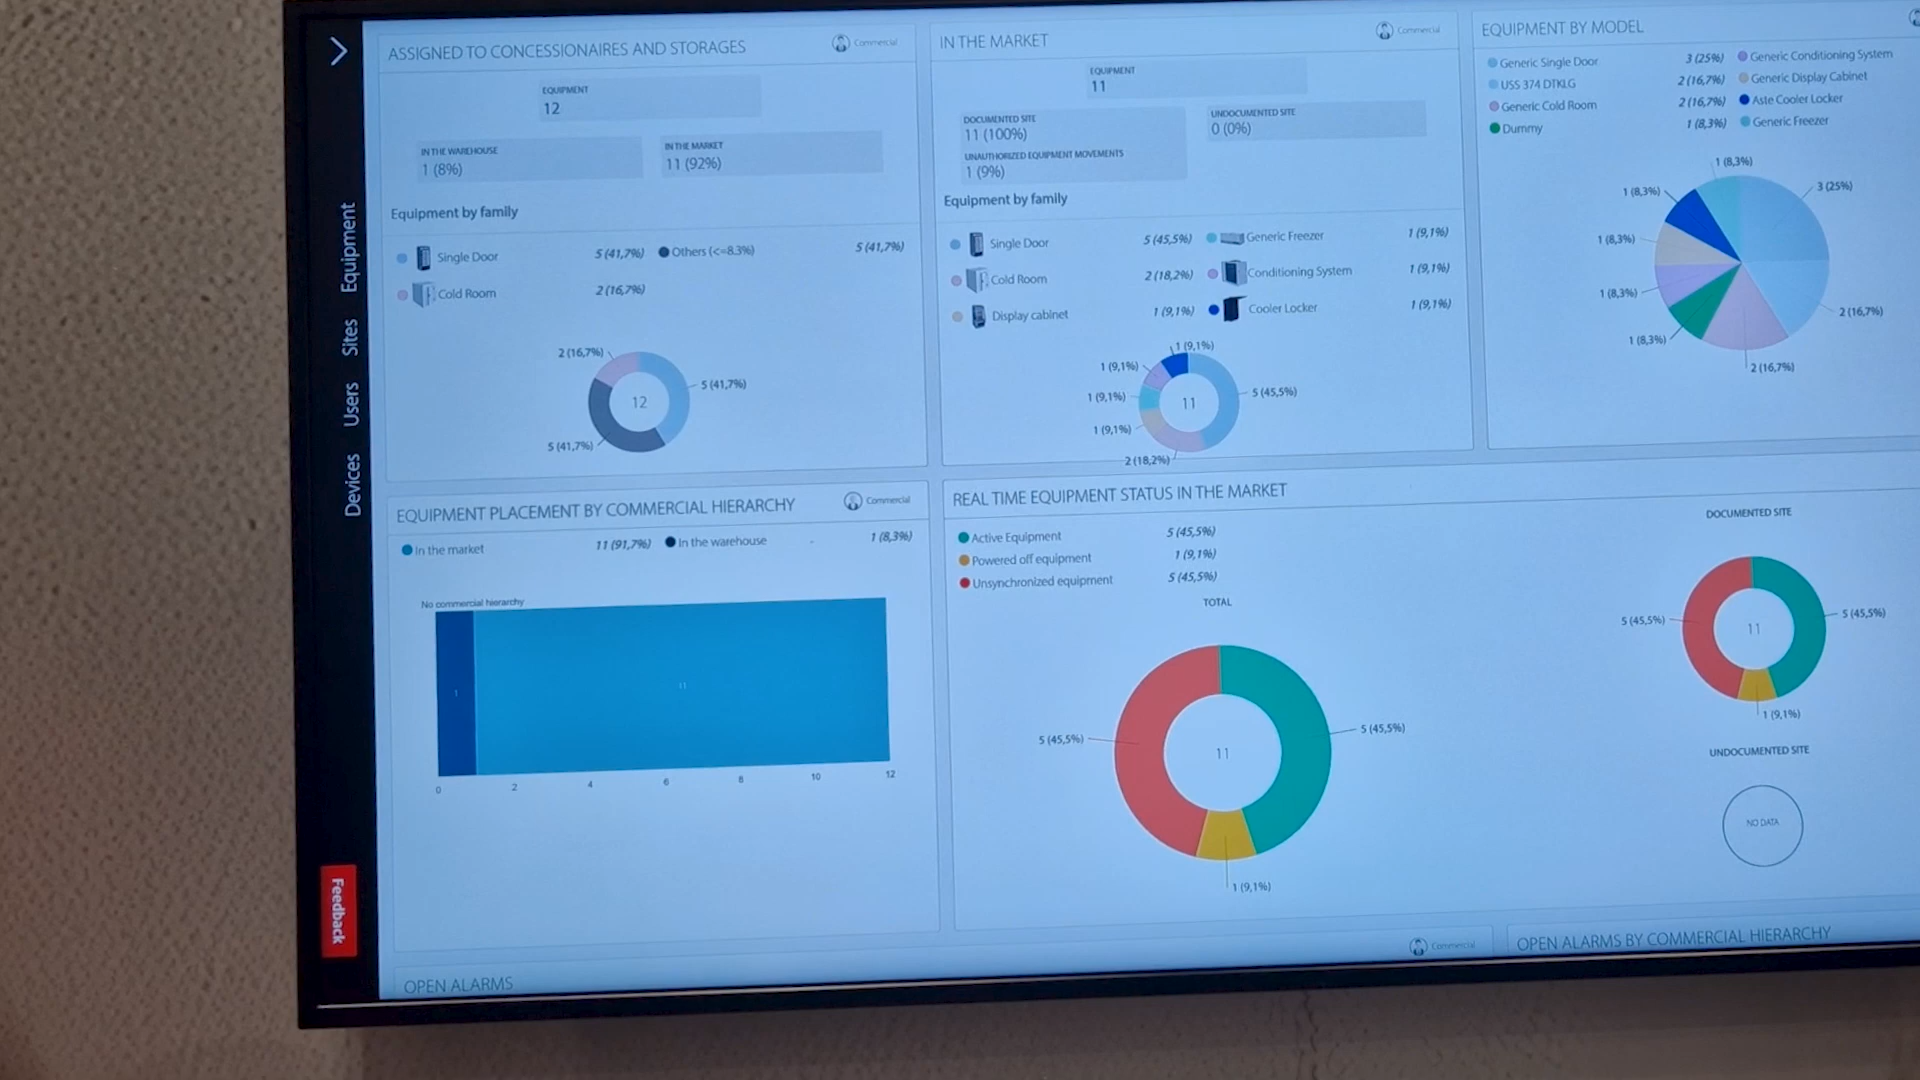 Equipment
Sites
Users
Devices
Feedback
ASSIGNED TO CONCESSIONAIRES AND STORAGES
Commercial
EQUIPMENT
12
IN THE WAREHOUSE
1 (8%)
IN THE MARKET
11 (92%)
Equipment by family
Single Door 5 (41,7%) Others (<=8.3%) 5 (41,7%)
Cold Room 2 (16,7%)
2 (16,7%)
5 (41,7%)
12
5 (41,7%)
IN THE MARKET
Commercial
EQUIPMENT
11
DOCUMENTED SITE
11 (100%)
UNAUTHORIZED EQUIPMENT MOVEMENTS
1 (9%)
UNDOCUMENTED SITE
0 (0%)
Equipment by family
Single Door 5 (45,5%) Generic Freezer 1 (9,1%)
Cold Room 2 (18,2%) Conditioning System 1 (9,1%)
Display cabinet 1 (9,1%) Cooler Locker 1 (9,1%)
1 (9,1%)
1 (9,1%)
1 (9,1%)
5 (45,5%)
11
1 (9,1%)
2 (18,2%)
EQUIPMENT BY MODEL
Generic Single Door 3 (25%) Generic Conditioning System
USS 374 DTKLG 2 (16,7%) Generic Display Cabinet
Generic Cold Room 2 (16,7%) Aste Cooler Locker
Dummy 1 (8,3%) Generic Freezer
1 (8,3%)
1 (8,3%)
3 (25%)
1 (8,3%)
1 (8,3%)
2 (16,7%)
1 (8,3%)
2 (16,7%)
EQUIPMENT PLACEMENT BY COMMERCIAL HIERARCHY
Commercial
In the market 11 (91,7%) In the warehouse - 1 (8,3%)
No commercial hierarchy
1 11
0 2 4 6 8 10 12
REAL TIME EQUIPMENT STATUS IN THE MARKET
Active Equipment 5 (45,5%)
Powered off equipment 1 (9,1%)
Unsynchronized equipment 5 (45,5%)
TOTAL
5 (45,5%)
5 (45,5%)
11
1 (9,1%)
DOCUMENTED SITE
5 (45,5%)
5 (45,5%)
11
1 (9,1%)
UNDOCUMENTED SITE
NO DATA
OPEN ALARMS
Commercial
OPEN ALARMS BY COMMERCIAL HIERARCHY